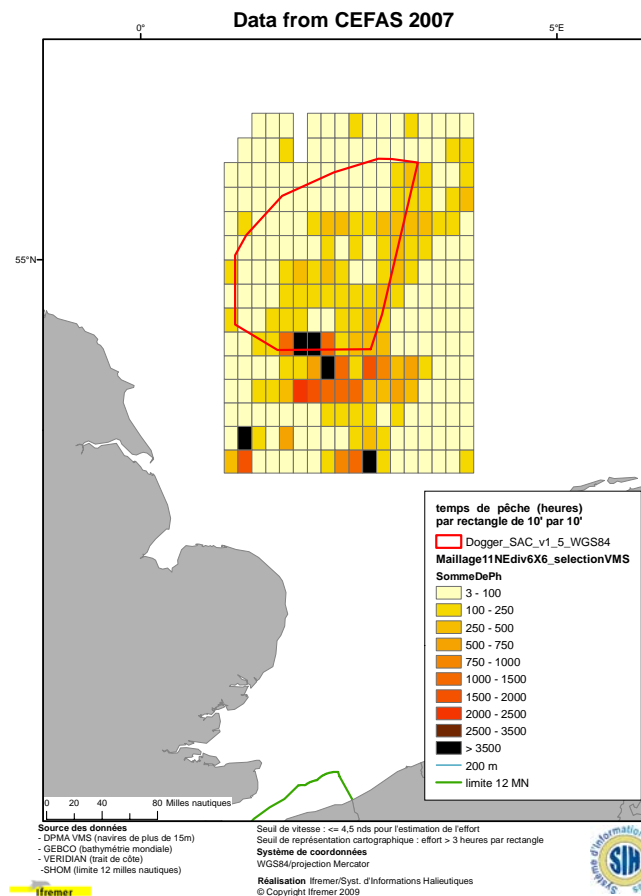 Data from CEFAS 2007
0°
5°E
55°N
temps de pêche (heures)
par rectangle de 10' par 10'
Dogger_SAC_v1_5_WGS84
Maillage11NEdiv6X6_selectionVMS
SommeDePh
3 - 100
100 - 250
250 - 500
500 - 750
750 - 1000
1000 - 1500
1500 - 2000
2000 - 2500
2500 - 3500
> 3500
200 m
limite 12 MN
0 20 40 80 Milles nautiques
Source des données
- DPMA VMS (navires de plus de 15m)
- GEBCO (bathymétrie mondiale)
- VERIDIAN (trait de côte)
-SHOM (limite 12 milles nautiques)
Seuil de vitesse : <= 4,5 nds pour l'estimation de l'effort
Seuil de représentation cartographique : effort > 3 heures par rectangle
Système de coordonnées
WGS84/projection Mercator
Réalisation Ifremer/Syst. d'Informations Halieutiques
© Copyright Ifremer 2009
Ifremer
SIH